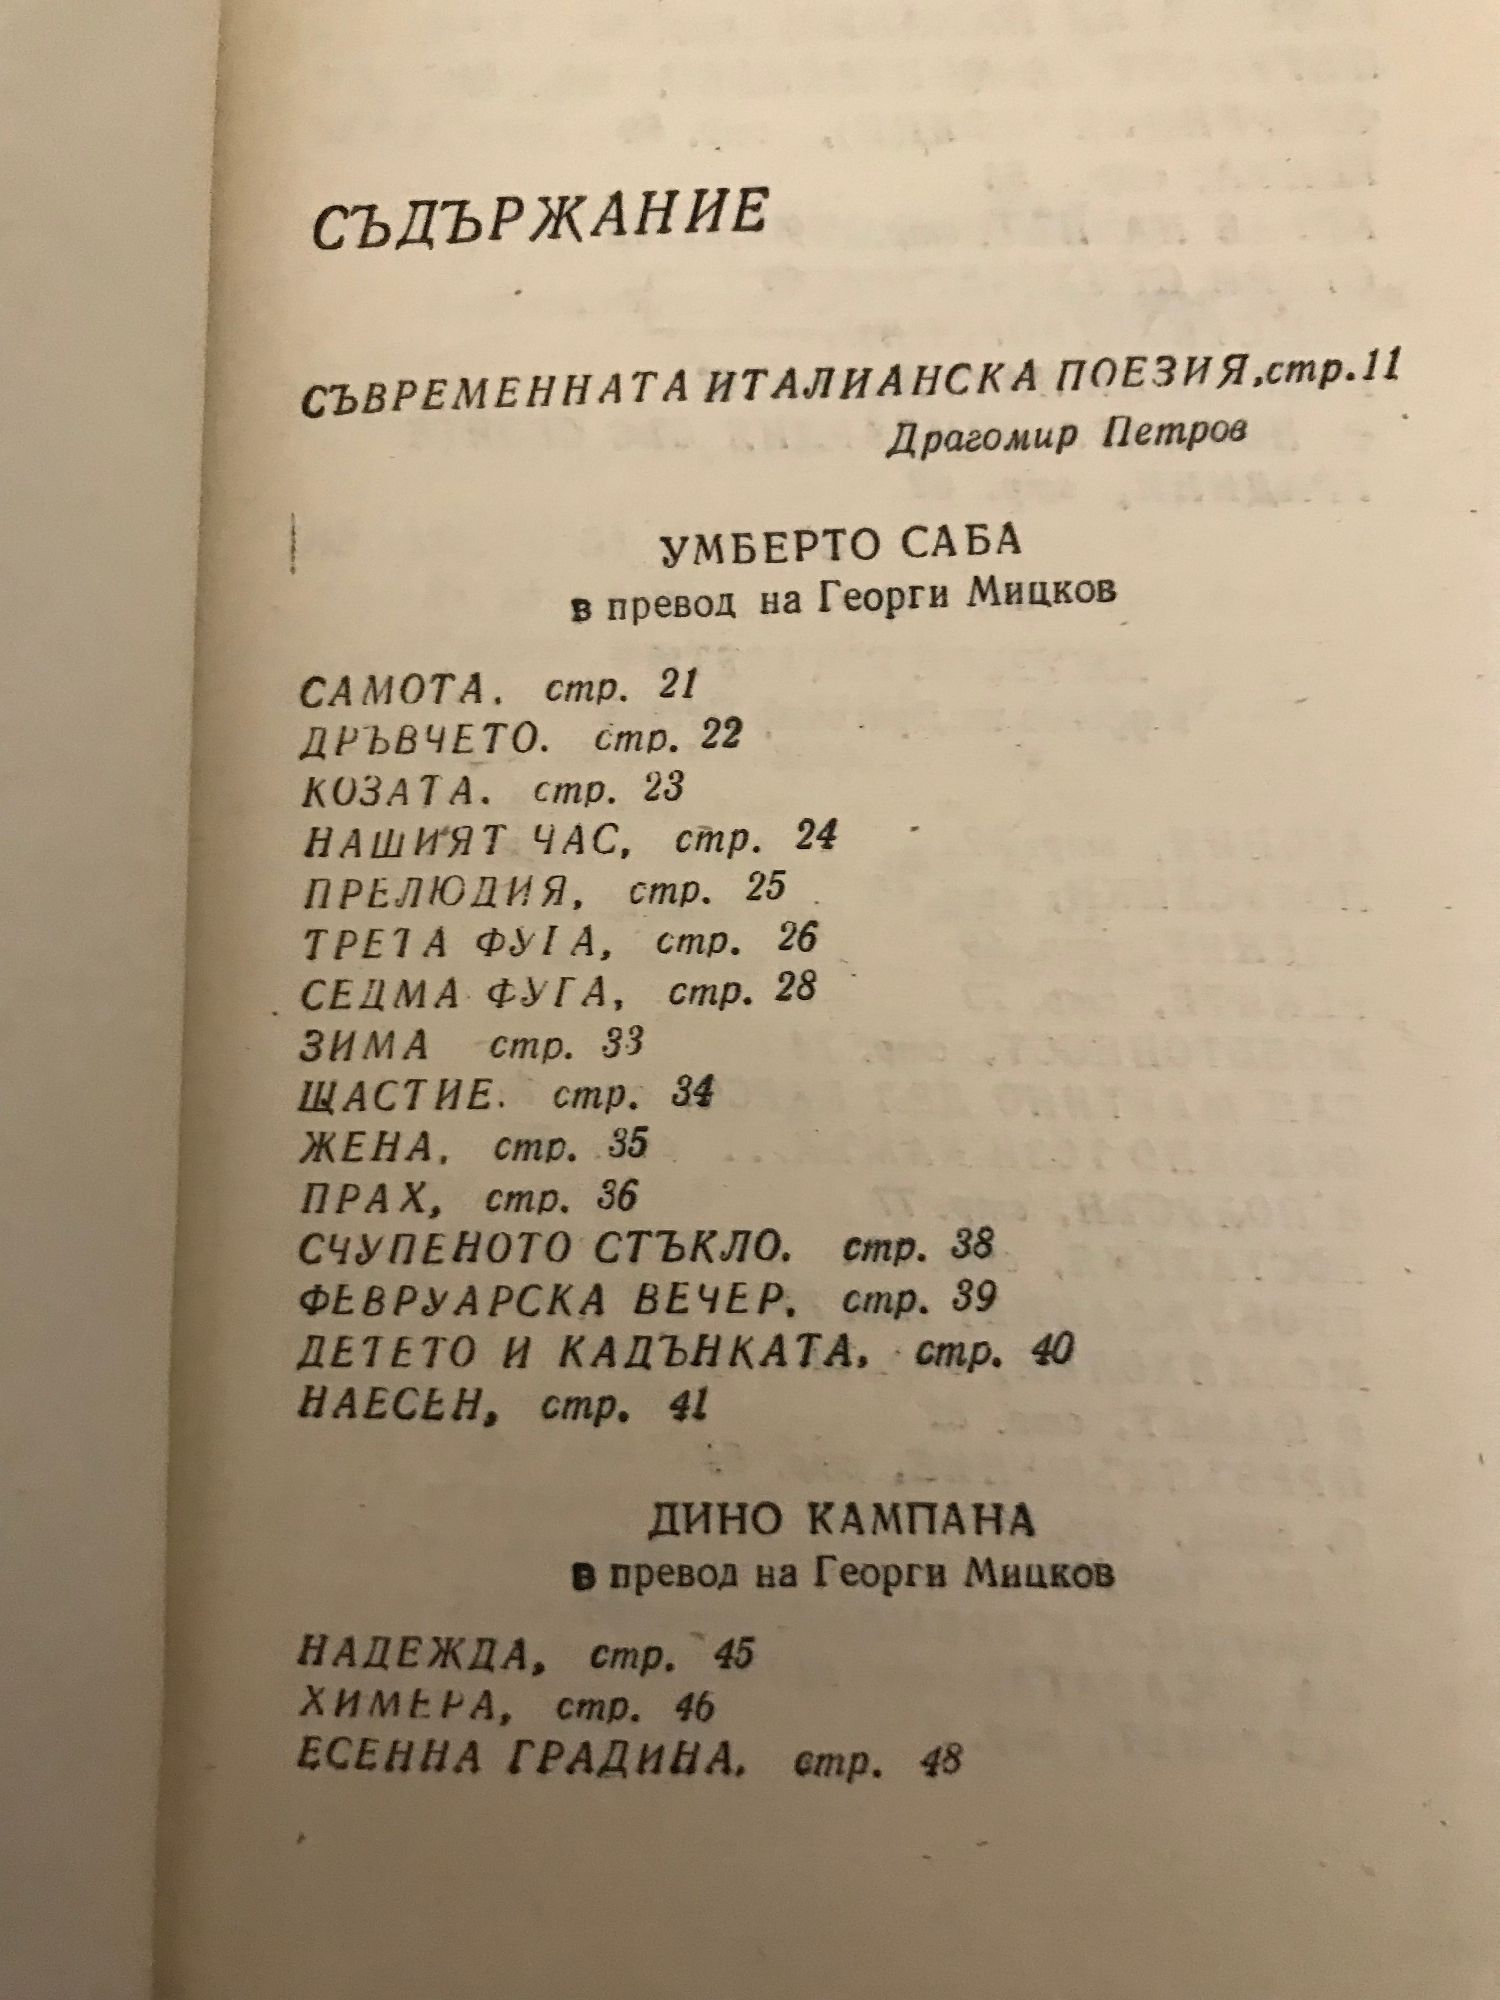 СЪДЪРЖАНИЕ
СЪВРЕМЕННАТА ИТАЛИАНСКА ПОЕЗИЯ, стр. 11
Драгомир Петров
УМБЕРТО САБА
в превод на Георги Мицков
САМОТА. стр. 21
ДРЪВЧЕТО. стр. 22
КОЗАТА. стр. 23
НАШИЯТ ЧАС, стр. 24
ПРЕЛЮДИЯ, стр. 25
ТРЕТА ФУГА, стр. 26
СЕДМА ФУГА, стр. 28
ЗИМА стр. 33
ЩАСТИЕ. стр. 34
ЖЕНА, стр. 35
ПРАХ, стр. 36
СЧУПЕНОТО СТЪКЛО. стр. 38
ФЕВРУАРСКА ВЕЧЕР, стр. 39
ДЕТЕТО И КАДЪНКАТА, стр. 40
НАЕСЕН, стр. 41
ДИНО КАМПАНА
в превод на Георги Мицков
НАДЕЖДА, стр. 45
ХИМЕРА, стр. 46
ЕСЕННА ГРАДИНА. стр. 48